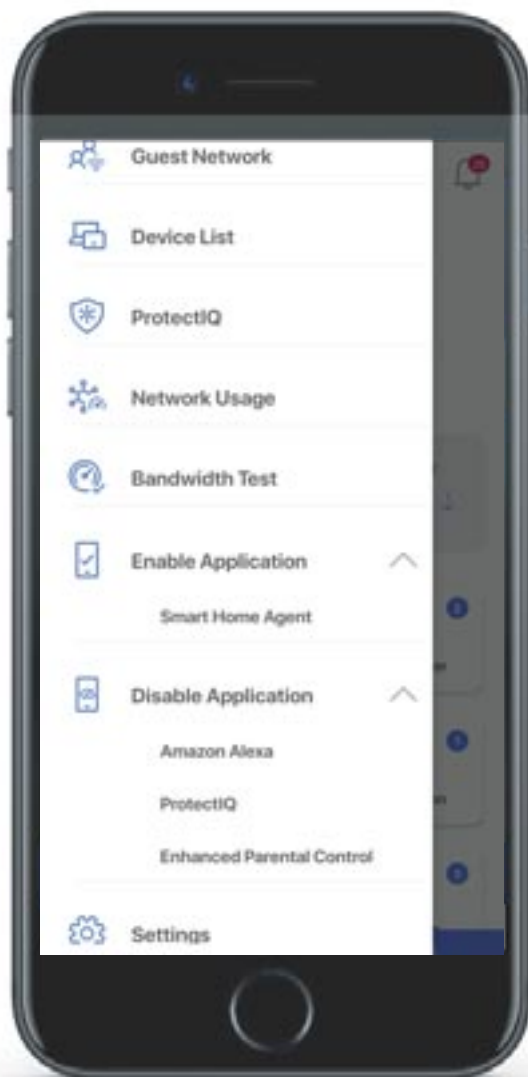 Guest Network
Device List
ProtectIQ
Network Usage
Bandwidth Test
Enable Application
Smart Home Agent
Disable Application
Amazon Alexa
ProtectIQ
Enhanced Parental Control
Settings